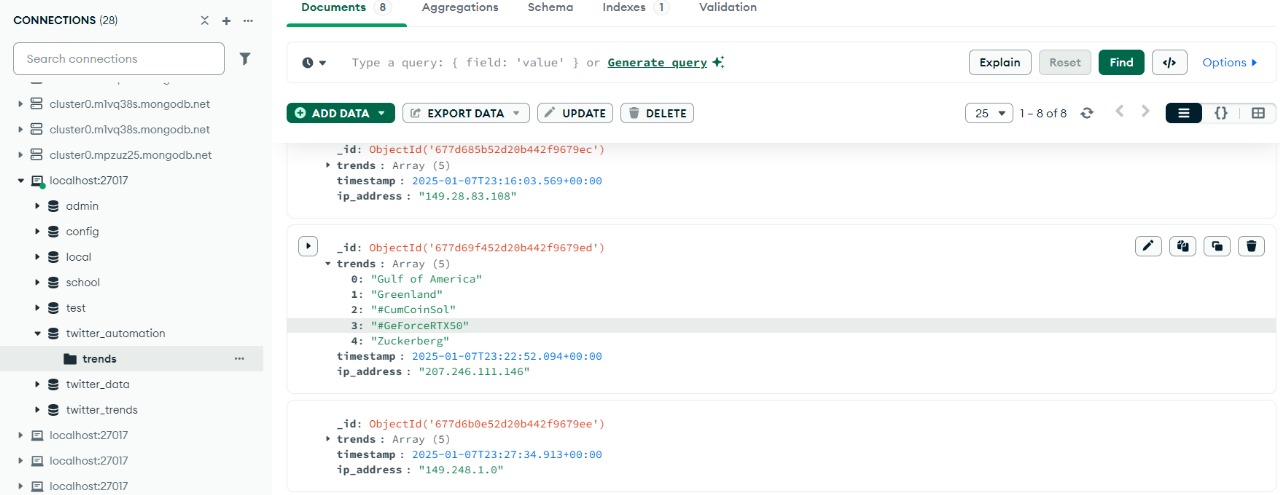 CONNECTIONS (28)
Search connections
cluster0.m1vq38s.mongodb.net
cluster0.m1vq38s.mongodb.net
cluster0.mpzuz25.mongodb.net
localhost:27017
admin
config
local
school
test
twitter_automation
trends
twitter_data
twitter_trends
localhost:27017
localhost:27017
localhost:27017
Documents 8 Aggregations Schema Indexes 1 Validation
Type a query: { field: 'value' } or Generate query
Explain Reset Find </> Options
ADD DATA EXPORT DATA UPDATE DELETE 25 1 – 8 of 8 {}
_id: ObjectId('677d685b52d20b442f9679ec')
trends : Array (5)
timestamp : 2025-01-07T23:16:03.569+00:00
ip_address : "149.28.83.108"
_id: ObjectId('677d69f452d20b442f9679ed')
trends : Array (5)
0: "Gulf of America"
1: "Greenland"
2: "#CumCoinSol"
3: "#GeForceRTX50"
4: "Zuckerberg"
timestamp : 2025-01-07T23:22:52.094+00:00
ip_address : "207.246.111.146"
_id: ObjectId('677d6b0e52d20b442f9679ee')
trends : Array (5)
timestamp : 2025-01-07T23:27:34.913+00:00
ip_address : "149.248.1.0"